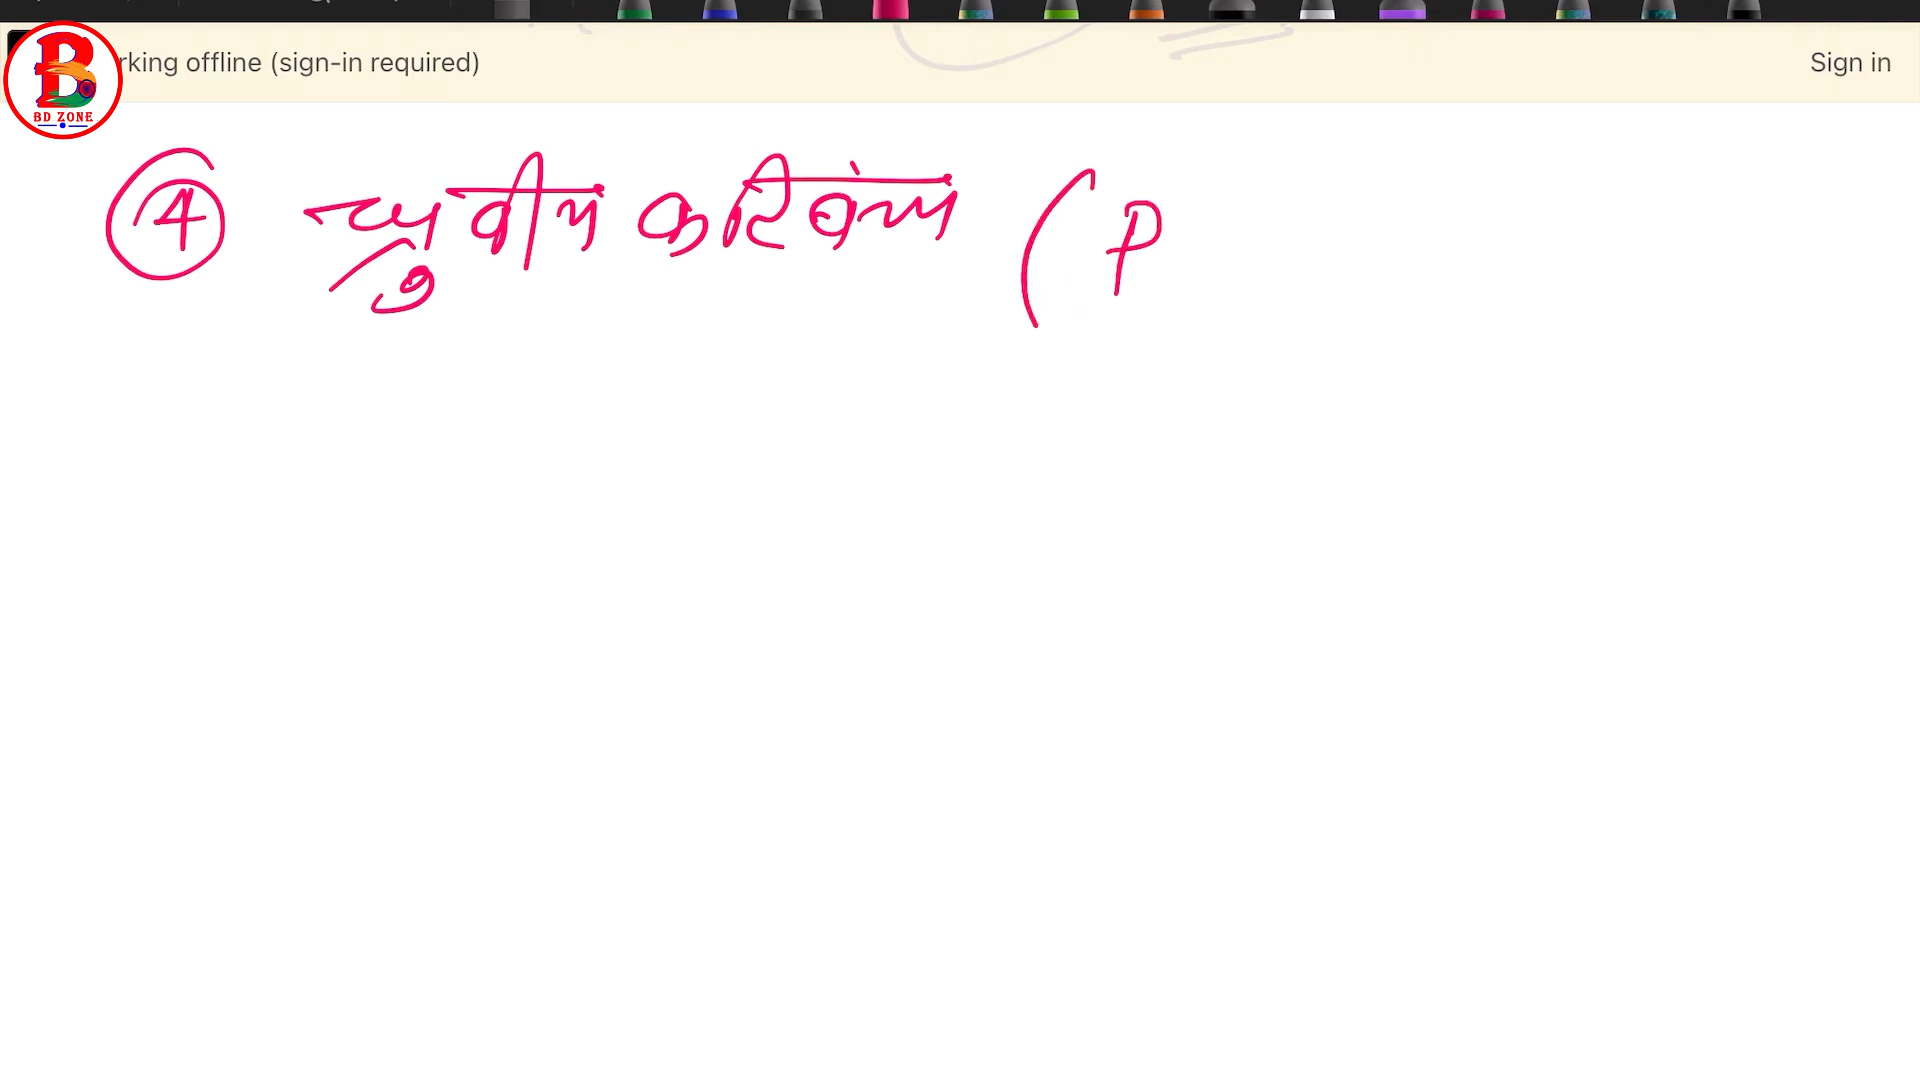 rking offline (sign-in required)
Sign in
BD ZONE
④ करिबंध ( P